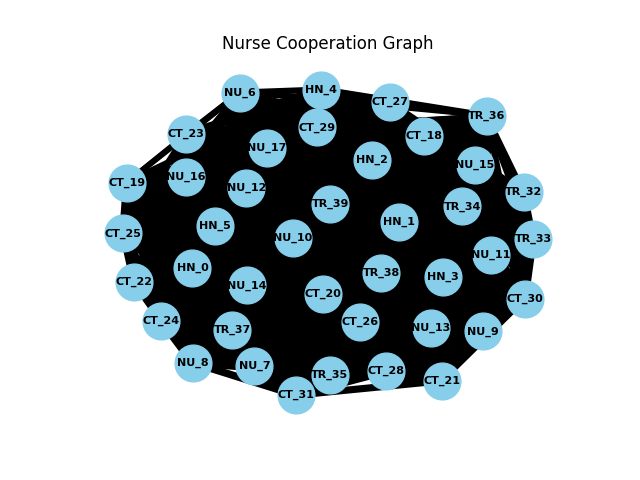 Nurse Cooperation Graph
HN_4
NU_6
CT_27
TR_36
CT_29
CT_23
CT_18
NU_17
HN_2
NU_15
NU_16
CT_19
NU_12
TR_32
TR_39
TR_34
HN_1
HN_5
CT_25
NU_10
TR_33
NU_11
HN_0
TR_38
HN_3
CT_22
NU_14
CT_20
CT_30
CT_24
CT_26
NU_13
TR_37
NU_9
NU_8
NU_7
CT_28
TR_35
CT_21
CT_31